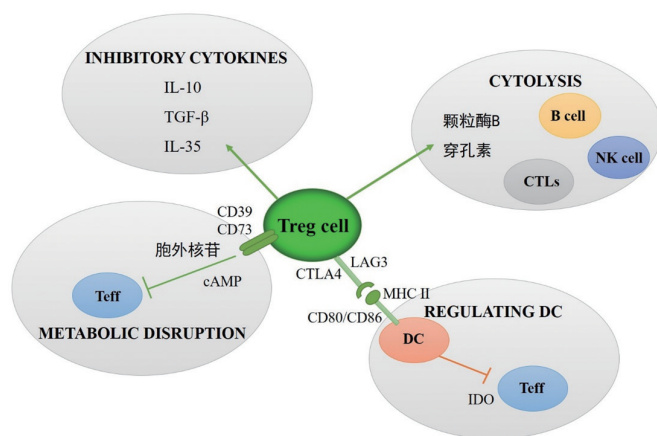 INHIBITORY CYTOKINES
IL-10
TGF-β
IL-35
CYTOLYSIS
颗粒酶B
穿孔素
B cell
NK cell
CTLs
Treg cell
CD39
CD73
胞外核苷
cAMP
Teff
METABOLIC DISRUPTION
LAG3
CTLA4
MHC II
CD80/CD86
REGULATING DC
DC
IDO
Teff